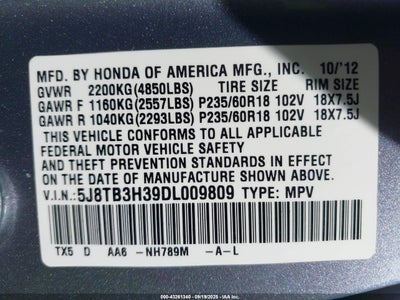 MFD. BY HONDA OF AMERICA MFG., INC. 10/'12
GVWR 2200KG(4850LBS) TIRE SIZE RIM SIZE
GAWR F 1160KG(2557LBS) P235/60R18 102V 18X7.5J
GAWR R 1040KG(2293LBS) P235/60R18 102V 18X7.5J
THIS VEHICLE CONFORMS TO ALL APPLICABLE
FEDERAL MOTOR VEHICLE SAFETY AND
THEFT PREVENTION STANDARDS IN EFFECT ON
THE DATE OF MANUFACTURE SHOWN ABOVE.
V.I.N.: 5J8TB3H39DL009809 TYPE: MPV
TX5 D AA6 -NH789M -A-L
000-43261340 - 09/19/2025 - IAAI.COM